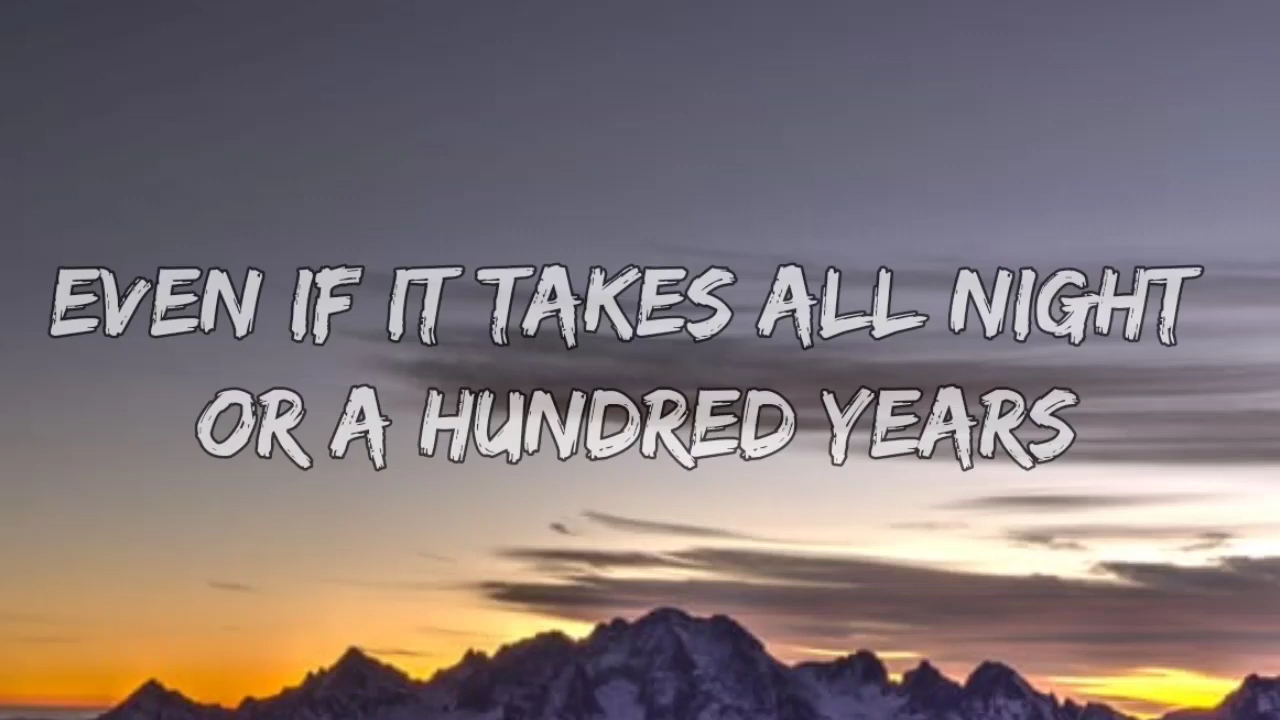 EVEN IF IT TAKES ALL NIGHT
OR A HUNDRED YEARS